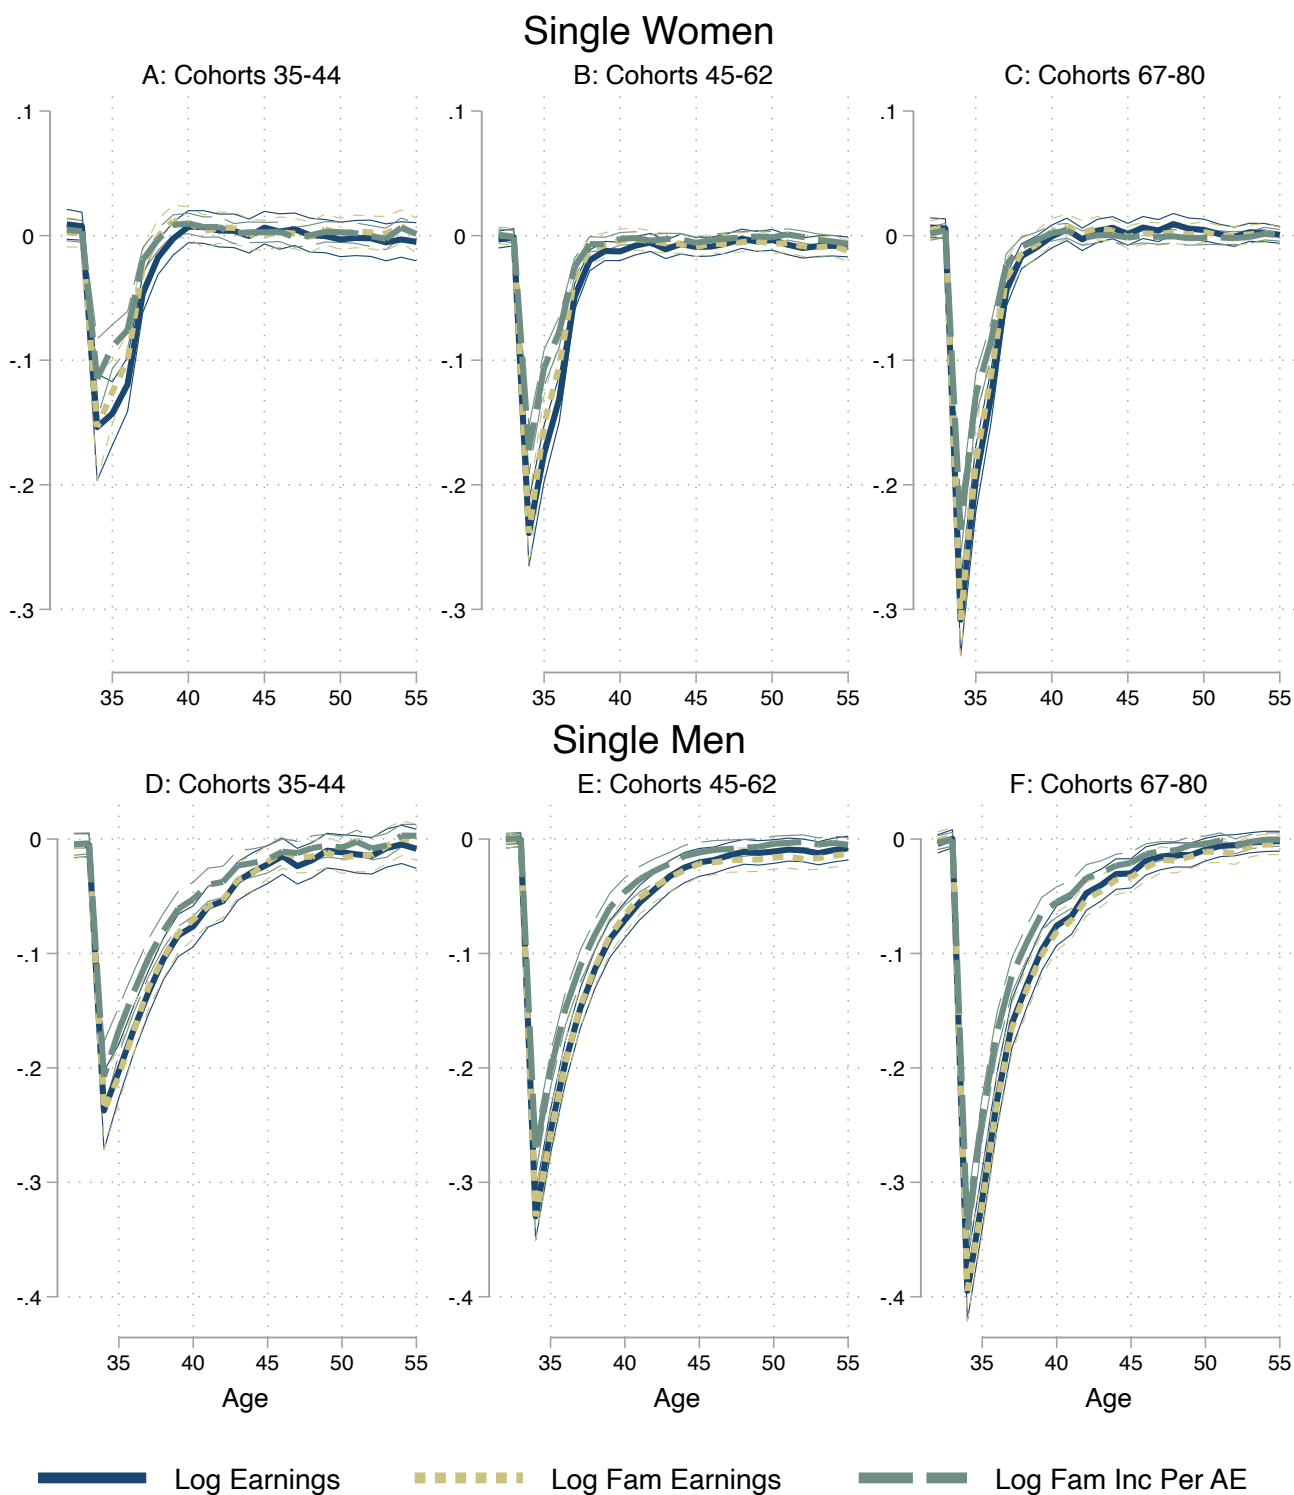 Single Women
A: Cohorts 35-44
B: Cohorts 45-62
C: Cohorts 67-80
.1
0
-.1
-.2
-.3
35 40 45 50 55
.1
0
-.1
-.2
-.3
35 40 45 50 55
.1
0
-.1
-.2
-.3
35 40 45 50 55
Single Men
D: Cohorts 35-44
E: Cohorts 45-62
F: Cohorts 67-80
0
-.1
-.2
-.3
-.4
35 40 45 50 55
Age
0
-.1
-.2
-.3
-.4
35 40 45 50 55
Age
0
-.1
-.2
-.3
-.4
35 40 45 50 55
Age
Log Earnings
Log Fam Earnings
Log Fam Inc Per AE